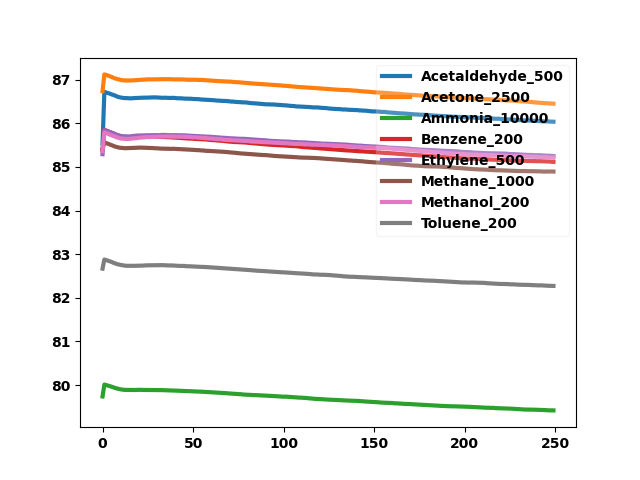 87
86
85
84
83
82
81
80
0 50 100 150 200 250
Acetaldehyde_500
Acetone_2500
Ammonia_10000
Benzene_200
Ethylene_500
Methane_1000
Methanol_200
Toluene_200